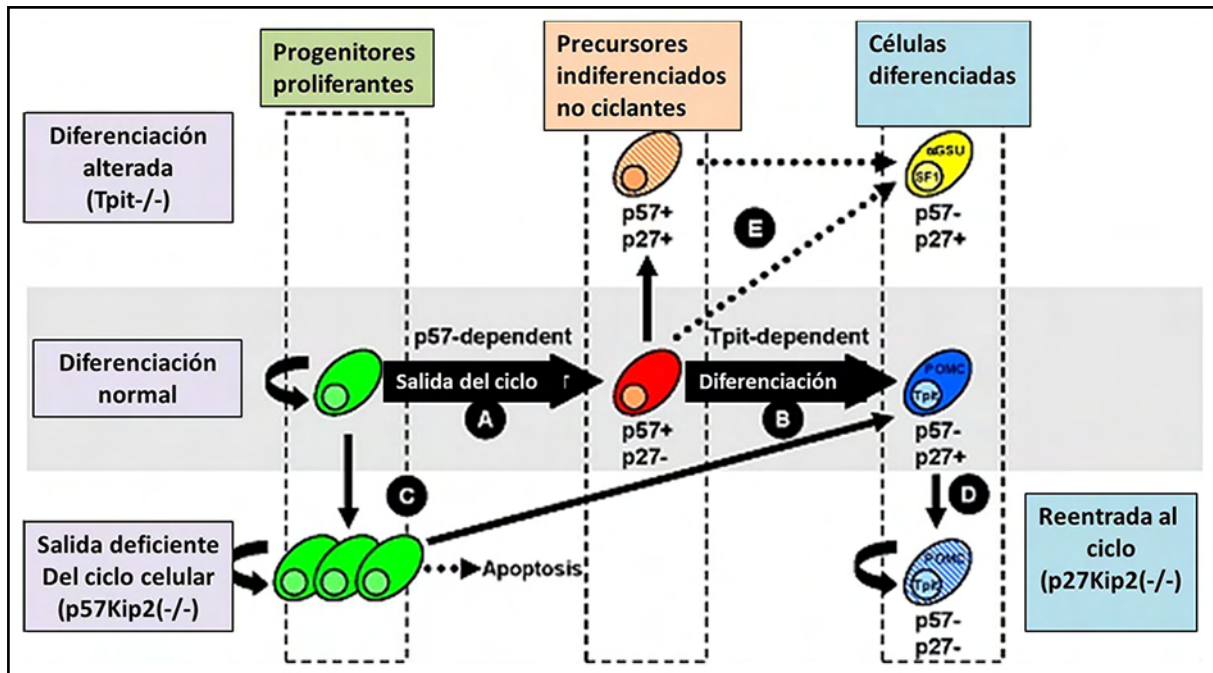 Progenitores
proliferantes
Precursores
indiferenciados
no ciclantes
Células
diferenciadas
Diferenciación
alterada
(Tpit-/-)
αGSU
SF1
p57+
p27+
p57-
p27+
E
Diferenciación
normal
p57-dependent
Salida del ciclo
A
Tpit-dependent
Diferenciación
B
POMC
Tpit
p57+
p27-
p57-
p27+
C
D
Salida deficiente
Del ciclo celular
(p57Kip2(-/-)
Apoptosis
POMC
Tpit
p57-
p27-
Reentrada al
ciclo
(p27Kip2(-/-)